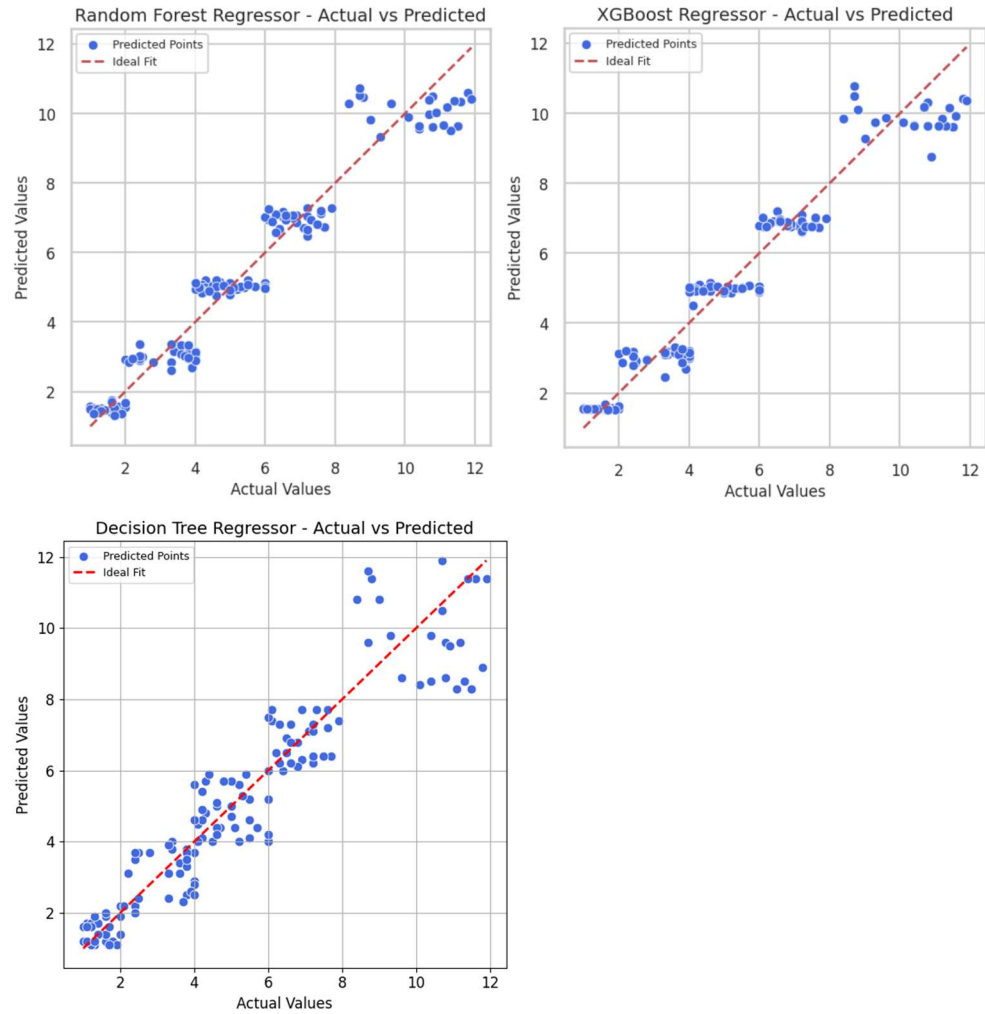 Random Forest Regressor - Actual vs Predicted
12
10
8
6
4
2
Predicted Values
Predicted Points
Ideal Fit
2 4 6 8 10 12
Actual Values
XGBoost Regressor - Actual vs Predicted
12
10
8
6
4
2
Predicted Values
Predicted Points
Ideal Fit
2 4 6 8 10 12
Actual Values
Decision Tree Regressor - Actual vs Predicted
12
10
8
6
4
2
Predicted Values
Predicted Points
Ideal Fit
2 4 6 8 10 12
Actual Values